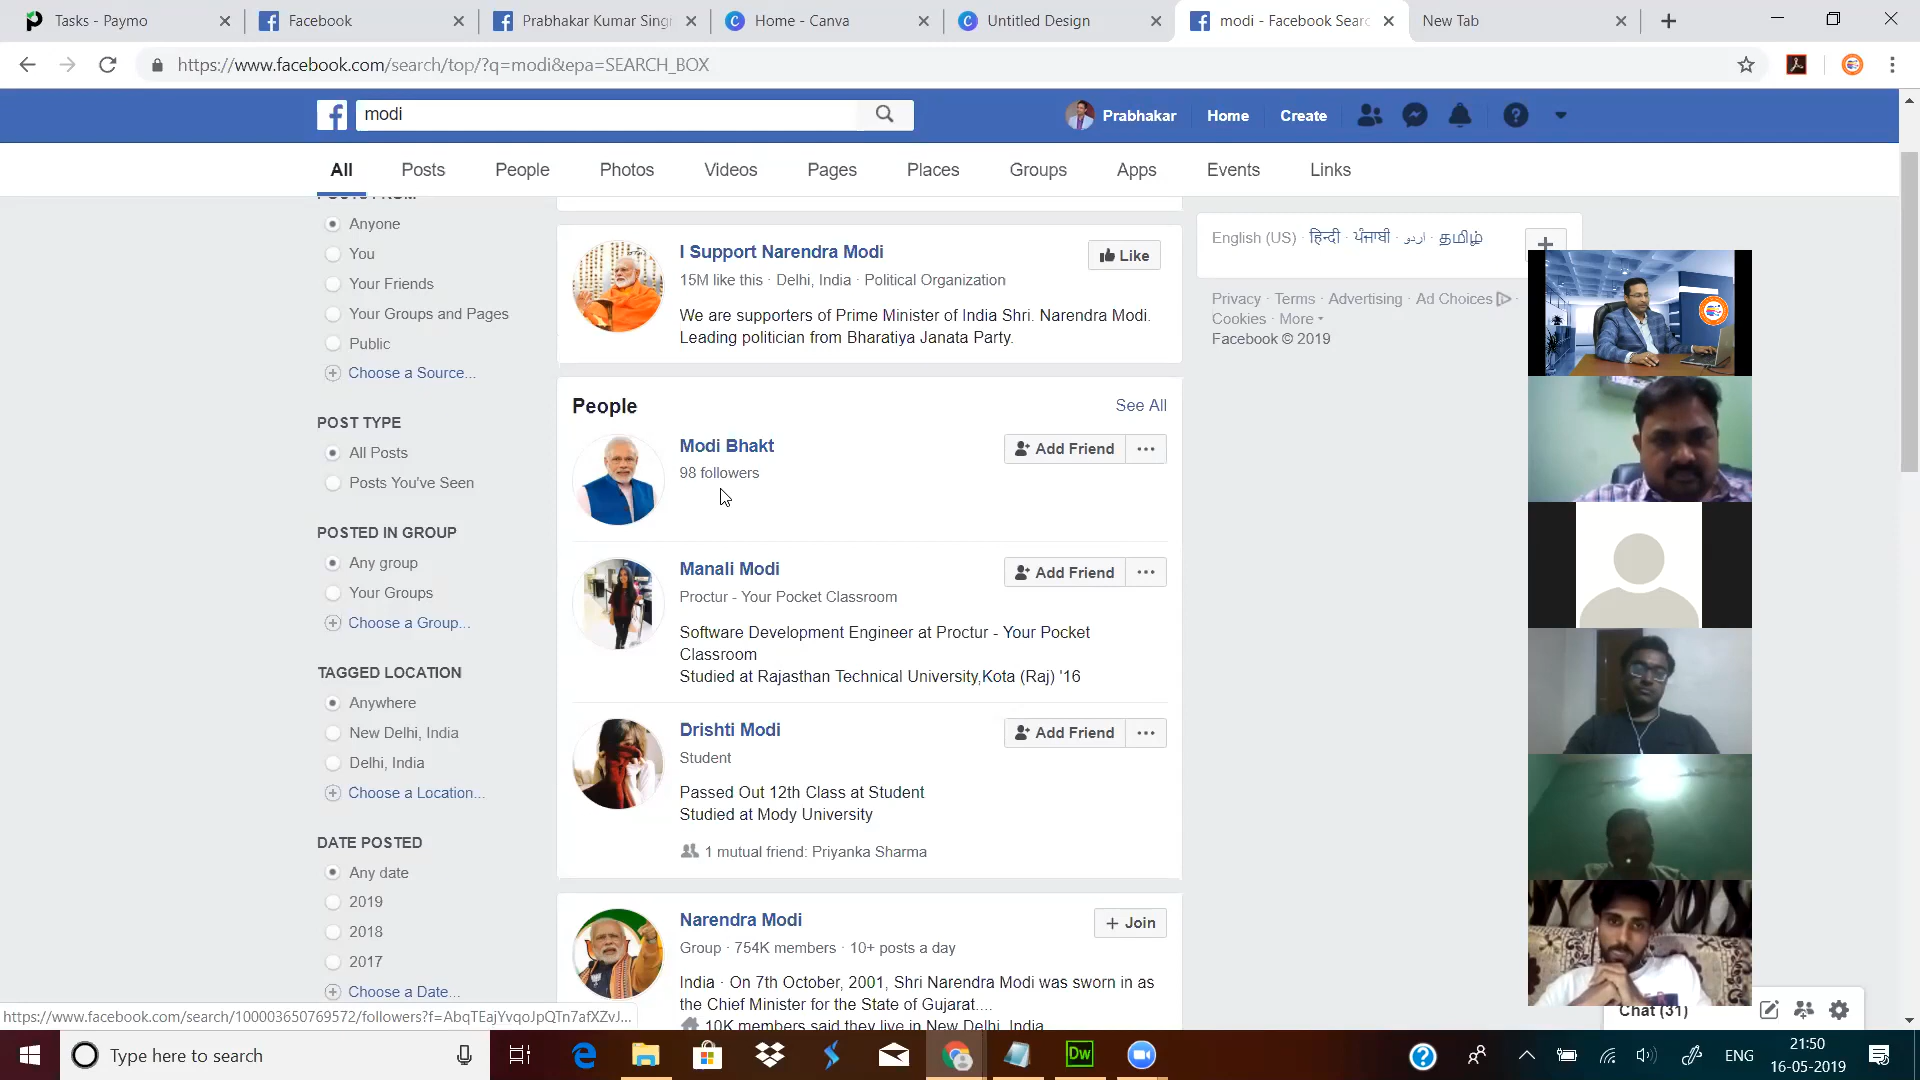 Tasks - Paymo
Facebook
Prabhakar Kumar Sing
Home - Canva
Untitled Design
modi - Facebook Searc
New Tab
https://www.facebook.com/search/top/?q=modi&epa=SEARCH_BOX
modi
Prabhakar
Home
Create
All
Posts
People
Photos
Videos
Pages
Places
Groups
Apps
Events
Links
POSTS FROM
Anyone
You
Your Friends
Your Groups and Pages
Public
Choose a Source...
POST TYPE
All Posts
Posts You've Seen
POSTED IN GROUP
Any group
Your Groups
Choose a Group...
TAGGED LOCATION
Anywhere
New Delhi, India
Delhi, India
Choose a Location...
DATE POSTED
Any date
2019
2018
2017
Choose a Date...
I Support Narendra Modi
Like
15M like this · Delhi, India · Political Organization
We are supporters of Prime Minister of India Shri. Narendra Modi.
Leading politician from Bharatiya Janata Party.
People
See All
Modi Bhakt
98 followers
Add Friend
Manali Modi
Proctur - Your Pocket Classroom
Add Friend
Software Development Engineer at Proctur - Your Pocket
Classroom
Studied at Rajasthan Technical University,Kota (Raj) '16
Drishti Modi
Student
Add Friend
Passed Out 12th Class at Student
Studied at Mody University
1 mutual friend: Priyanka Sharma
Narendra Modi
Join
Group · 754K members · 10+ posts a day
India · On 7th October, 2001, Shri Narendra Modi was sworn in as
the Chief Minister for the State of Gujarat....
10K members said they live in New Delhi, India
English (US) · हिन्दी · ਪੰਜਾਬੀ · اردو · தமிழ்
Privacy · Terms · Advertising · Ad Choices ·
Cookies · More
Facebook © 2019
Chat (31)
https://www.facebook.com/search/100003650769572/followers?f=AbqTEajYvqoJpQTn7afXZvJ...
Type here to search
Dw
ENG
21:50
16-05-2019